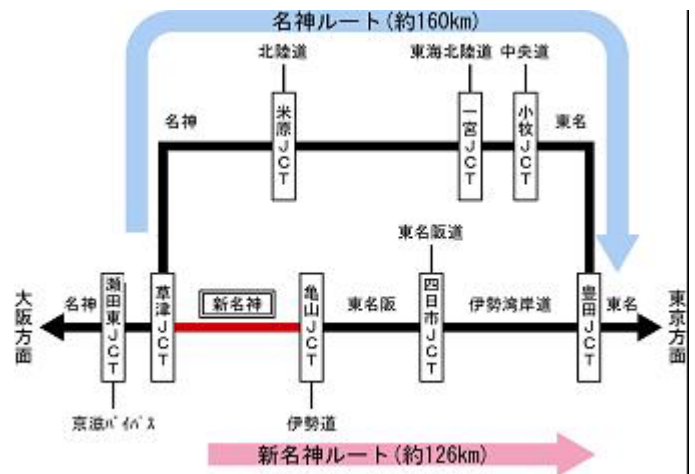 名神ルート(約160km)
北陸道
東海北陸道
中央道
名神
米原JCT
一宮JCT
小牧JCT
東名
東名阪道
大阪方面
名神
瀬田東JCT
草津JCT
新名神
亀山JCT
東名阪
四日市JCT
伊勢湾岸道
豊田JCT
東名
東京方面
京滋ﾊﾞｲﾊﾟｽ
伊勢道
新名神ルート(約126km)